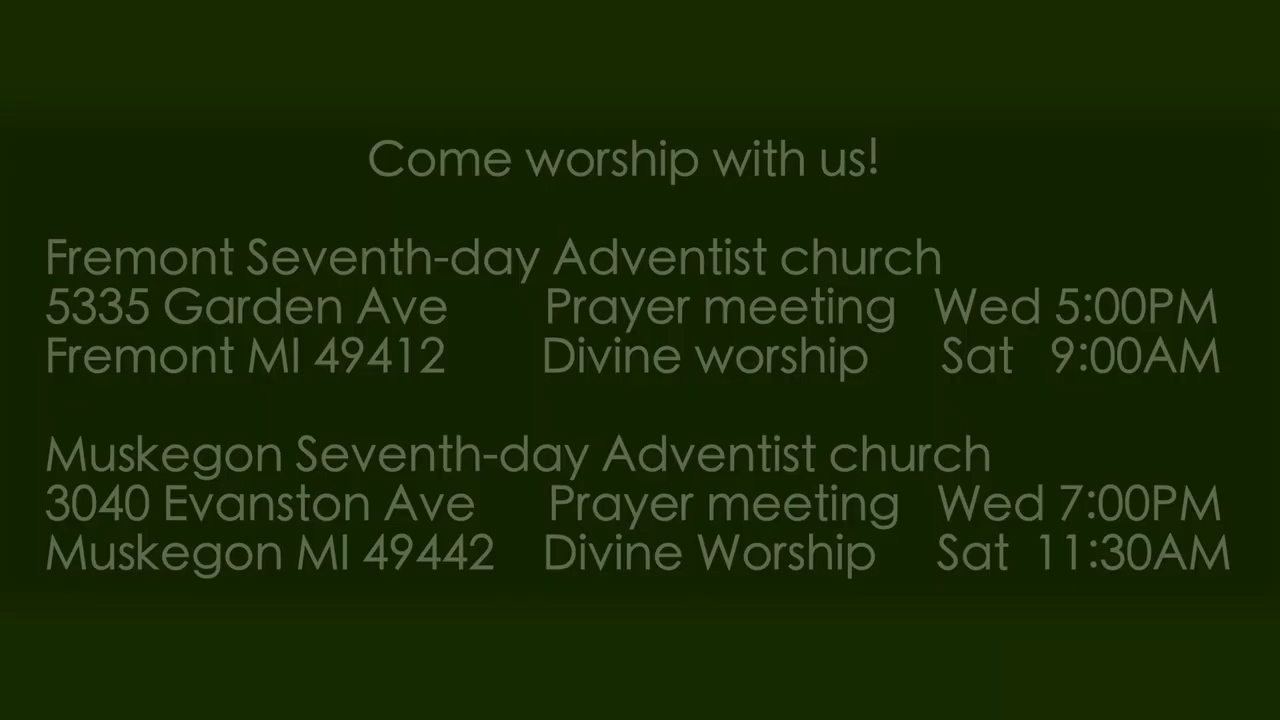 Come worship with us!
Fremont Seventh-day Adventist church
5335 Garden Ave Prayer meeting Wed 5:00PM
Fremont MI 49412 Divine worship Sat 9:00AM
Muskegon Seventh-day Adventist church
3040 Evanston Ave Prayer meeting Wed 7:00PM
Muskegon MI 49442 Divine Worship Sat 11:30AM